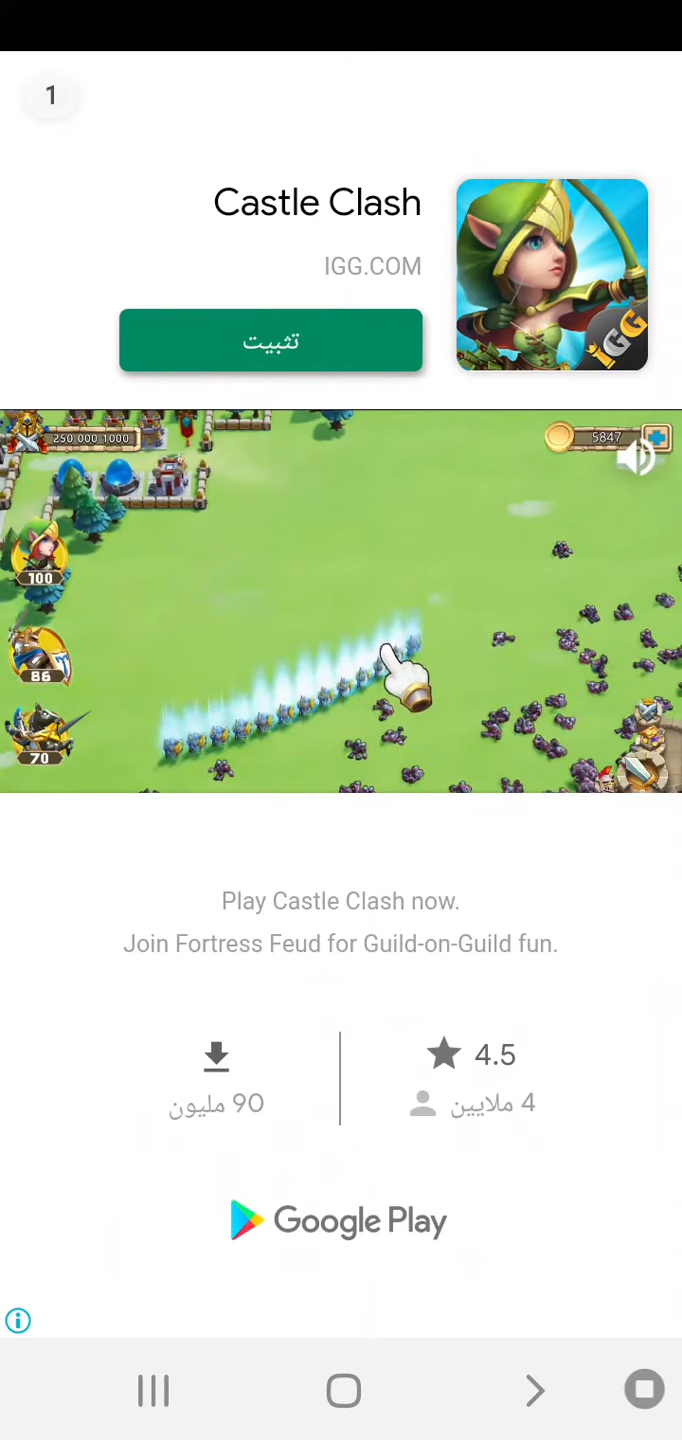 1
Castle Clash
IGG.COM
تثبيت
IGG
250 000 1000
5847
100
86
70
Play Castle Clash now.
Join Fortress Feud for Guild-on-Guild fun.
4.5
4 ملايين
90 مليون
Google Play